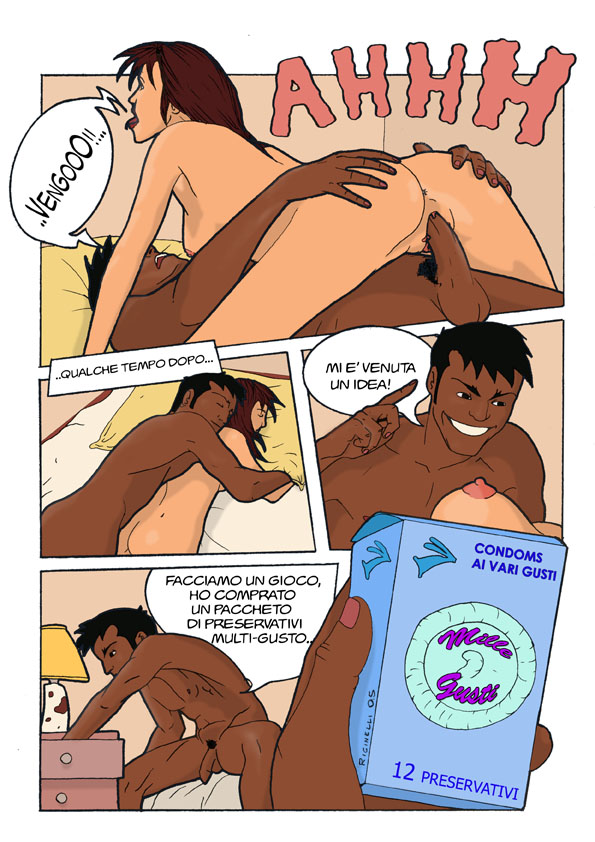 AHHH
..VENGOOO!!...
..QUALCHE TEMPO DOPO...
MI E' VENUTA
UN IDEA!
FACCIAMO UN GIOCO,
HO COMPRATO
UN PACCHETO
DI PRESERVATIVI
MULTI-GUSTO..
CONDOMS
AI VARI GUSTI
Mille
Gusti
12 PRESERVATIVI
RIGINELLI 05